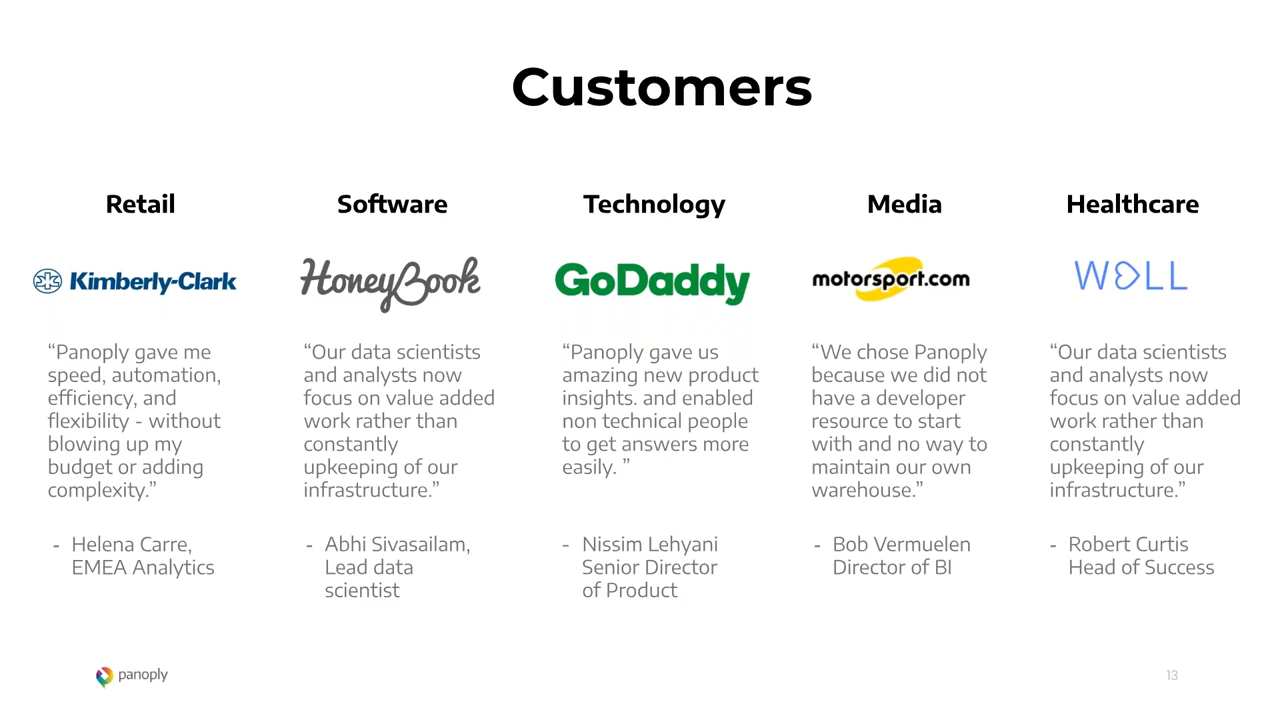 Customers
Retail
Kimberly-Clark
“Panoply gave me
speed, automation,
efficiency, and
flexibility - without
blowing up my
budget or adding
complexity.”
- Helena Carre,
EMEA Analytics
Software
HoneyBook
“Our data scientists
and analysts now
focus on value added
work rather than
constantly
upkeeping of our
infrastructure.”
- Abhi Sivasailam,
Lead data
scientist
Technology
GoDaddy
“Panoply gave us
amazing new product
insights. and enabled
non technical people
to get answers more
easily. ”
- Nissim Lehyani
Senior Director
of Product
Media
motorsport.com
“We chose Panoply
because we did not
have a developer
resource to start
with and no way to
maintain our own
warehouse.”
- Bob Vermuelen
Director of BI
Healthcare
WELL
“Our data scientists
and analysts now
focus on value added
work rather than
constantly
upkeeping of our
infrastructure.”
- Robert Curtis
Head of Success
panoply
13